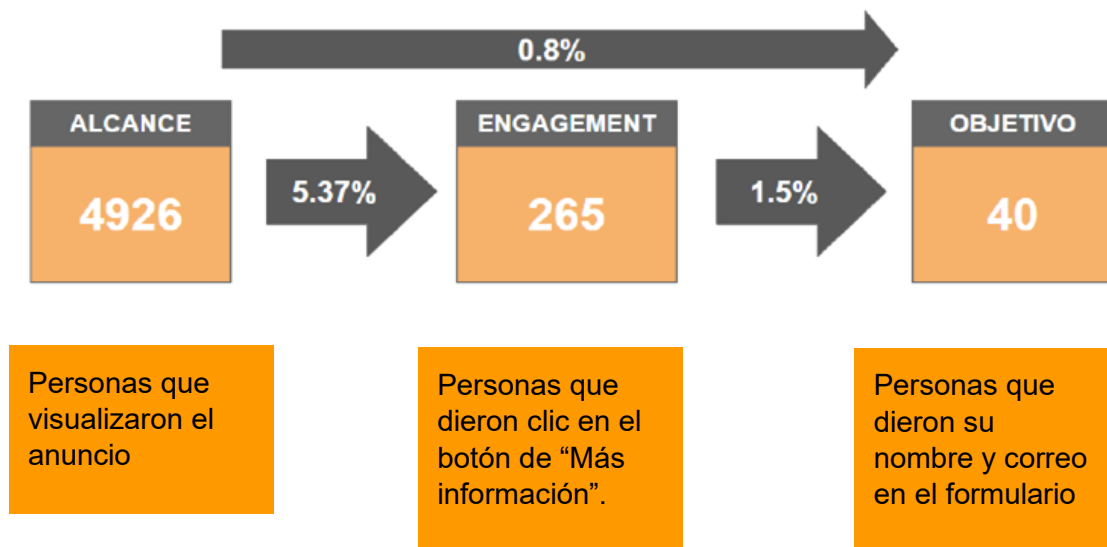 0.8%
ALCANCE
4926
5.37%
ENGAGEMENT
265
1.5%
OBJETIVO
40
Personas que
visualizaron el
anuncio
Personas que
dieron clic en el
botón de “Más
información”.
Personas que
dieron su
nombre y correo
en el formulario